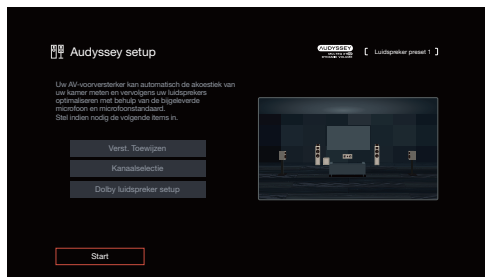 Audyssey setup
AUDYSSEY
DYNAMIC VOLUME
[ Luidspreker preset 1 ]
Uw AV-voorversterker kan automatisch de akoestiek van
uw kamer meten en vervolgens uw luidsprekers
optimaliseren met behulp van de bijgeleverde
microfoon en microfoonstandaard.
Stel indien nodig de volgende items in.
Verst. Toewijzen
Kanaalselectie
Dolby luidspreker setup
Start